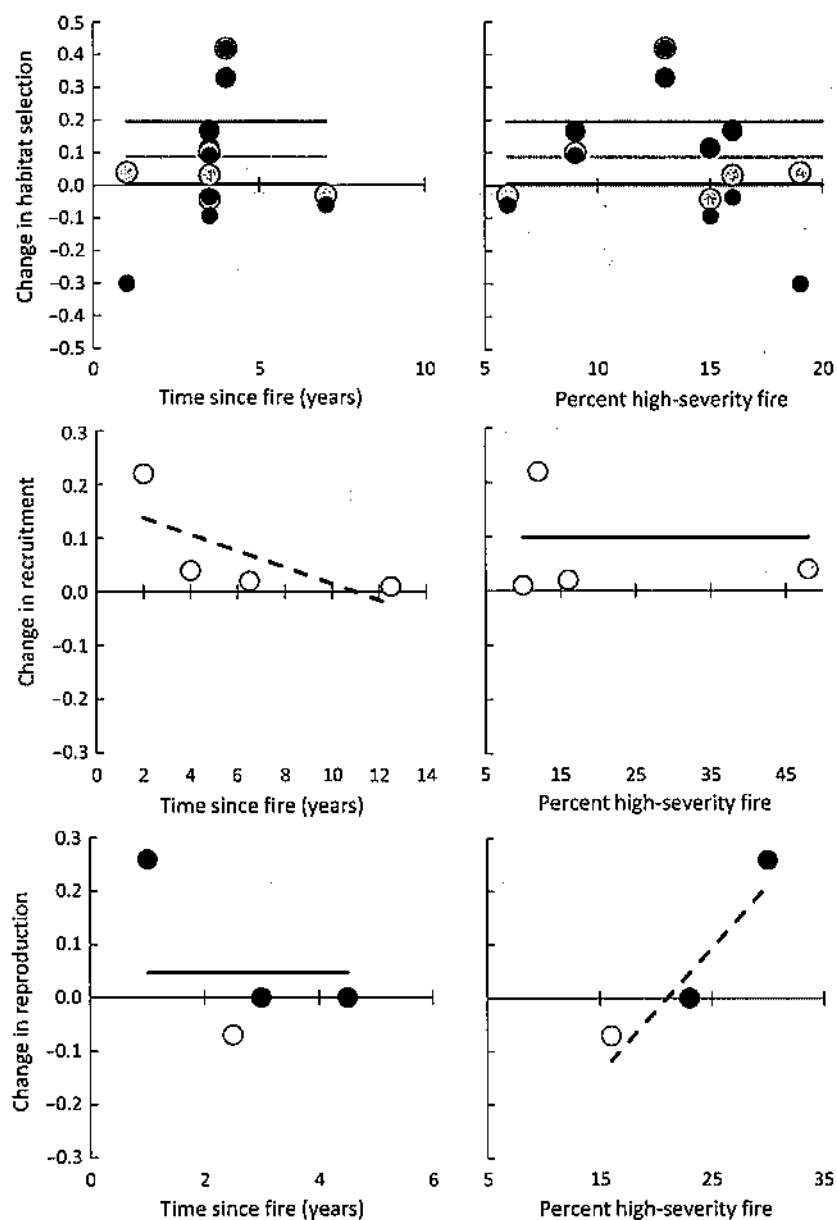 0.5
0.4
0.3
0.2
0.1
0.0
−0.1
−0.2
−0.3
−0.4
−0.5
Change in habitat selection
0 5 10
Time since fire (years)
5 10 15 20
Percent high-severity fire
0.3
0.2
0.1
0.0
−0.1
−0.2
−0.3
Change in recruitment
0 2 4 6 8 10 12 14
Time since fire (years)
5 15 25 35 45
Percent high-severity fire
0.3
0.2
0.1
0.0
−0.1
−0.2
−0.3
Change in reproduction
0 2 4 6
Time since fire (years)
5 15 25 35
Percent high-severity fire